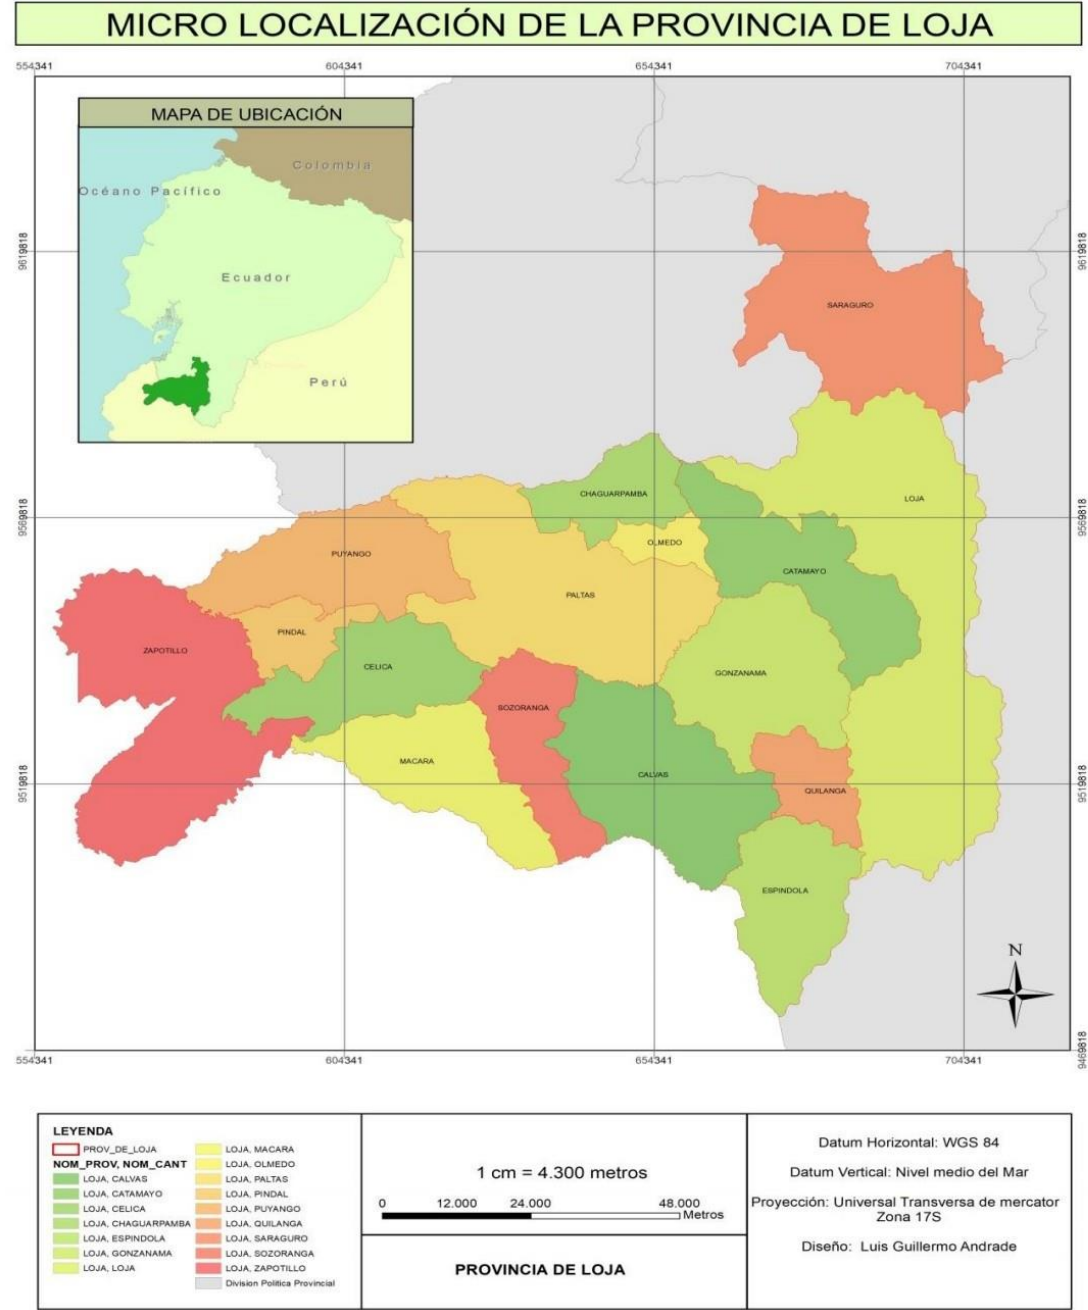 MICRO LOCALIZACIÓN DE LA PROVINCIA DE LOJA
554341 604341 654341 704341
MAPA DE UBICACIÓN
Colombia
Océano Pacífico
Ecuador
Perú
9619818 9619818
SARAGURO
CHAGUARPAMBA
LOJA
9569818 9569818
OLMEDO
PUYANGO
CATAMAYO
PALTAS
PINDAL
ZAPOTILLO
CELICA
GONZANAMA
SOZORANGA
MACARA
CALVAS
9519818 9519818
QUILANGA
ESPINDOLA
N
9469818
554341 604341 654341 704341
LEYENDA
PROV_DE_LOJA
NOM_PROV, NOM_CANT
LOJA, CALVAS
LOJA, CATAMAYO
LOJA, CELICA
LOJA, CHAGUARPAMBA
LOJA, ESPINDOLA
LOJA, GONZANAMA
LOJA, LOJA
LOJA, MACARA
LOJA, OLMEDO
LOJA, PALTAS
LOJA, PINDAL
LOJA, PUYANGO
LOJA, QUILANGA
LOJA, SARAGURO
LOJA, SOZORANGA
LOJA, ZAPOTILLO
Division Politica Provincial
1 cm = 4.300 metros
0 12.000 24.000 48.000
Metros
PROVINCIA DE LOJA
Datum Horizontal: WGS 84
Datum Vertical: Nivel medio del Mar
Proyección: Universal Transversa de mercator
Zona 17S
Diseño: Luis Guillermo Andrade